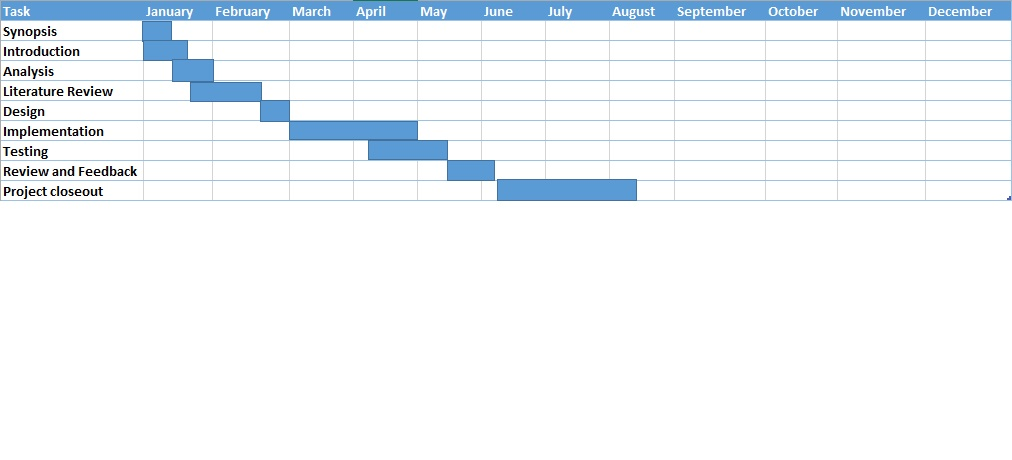 Task January February March April May June July August September October November December
Synopsis
Introduction
Analysis
Literature Review
Design
Implementation
Testing
Review and Feedback
Project closeout